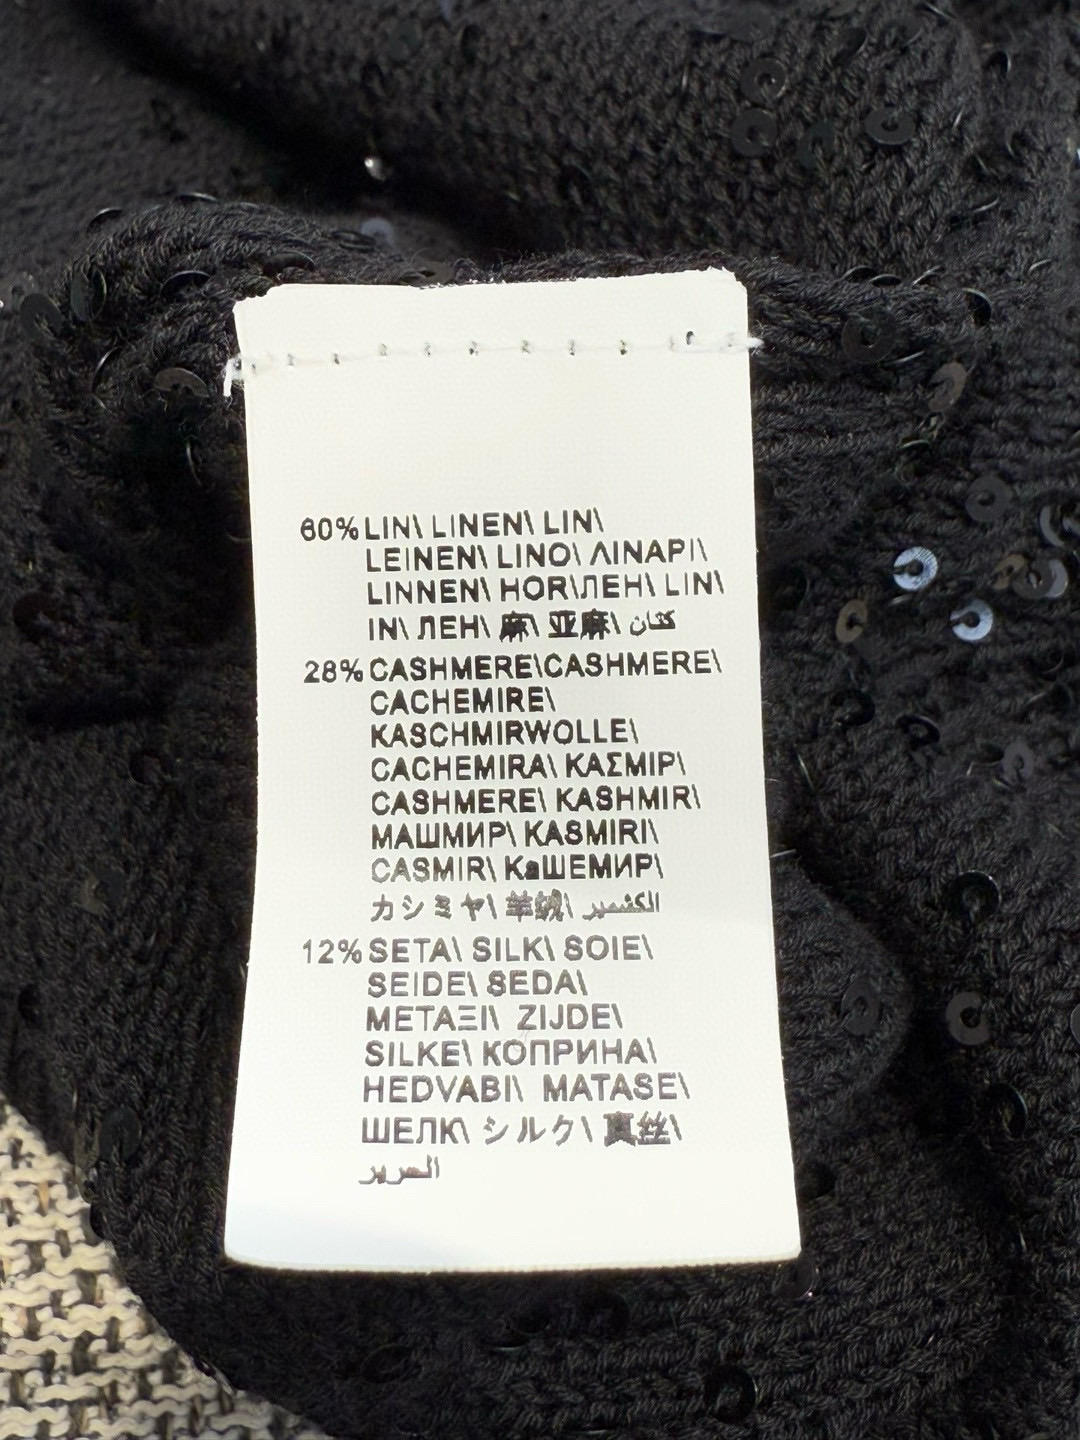 60% LIN\ LINEN\ LIN\
LEINEN\ LINO\ ΛΙΝΑΡΙ\
LINNEN\ HOR\ЛЕН\ LIN\
IN\ ЛЕН\ 麻\ 亚麻\ كتان
28% CASHMERE\CASHMERE\
CACHEMIRE\
KASCHMIRWOLLE\
CACHEMIRA\ ΚΑΣΜΙΡ\
CASHMERE\ KASHMIR\
МАШМИР\ KASMIRI\
CASMIR\ КаШЕМИР\
カシミヤ\ 羊绒\ الكشمير
12% SETA\ SILK\ SOIE\
SEIDE\ SEDA\
ΜΕΤΑΞΙ\ ZIJDE\
SILKE\ КОПРИНА\
HEDVABI\ MATASE\
ШЕЛК\ シルク\ 真丝\
الحرير